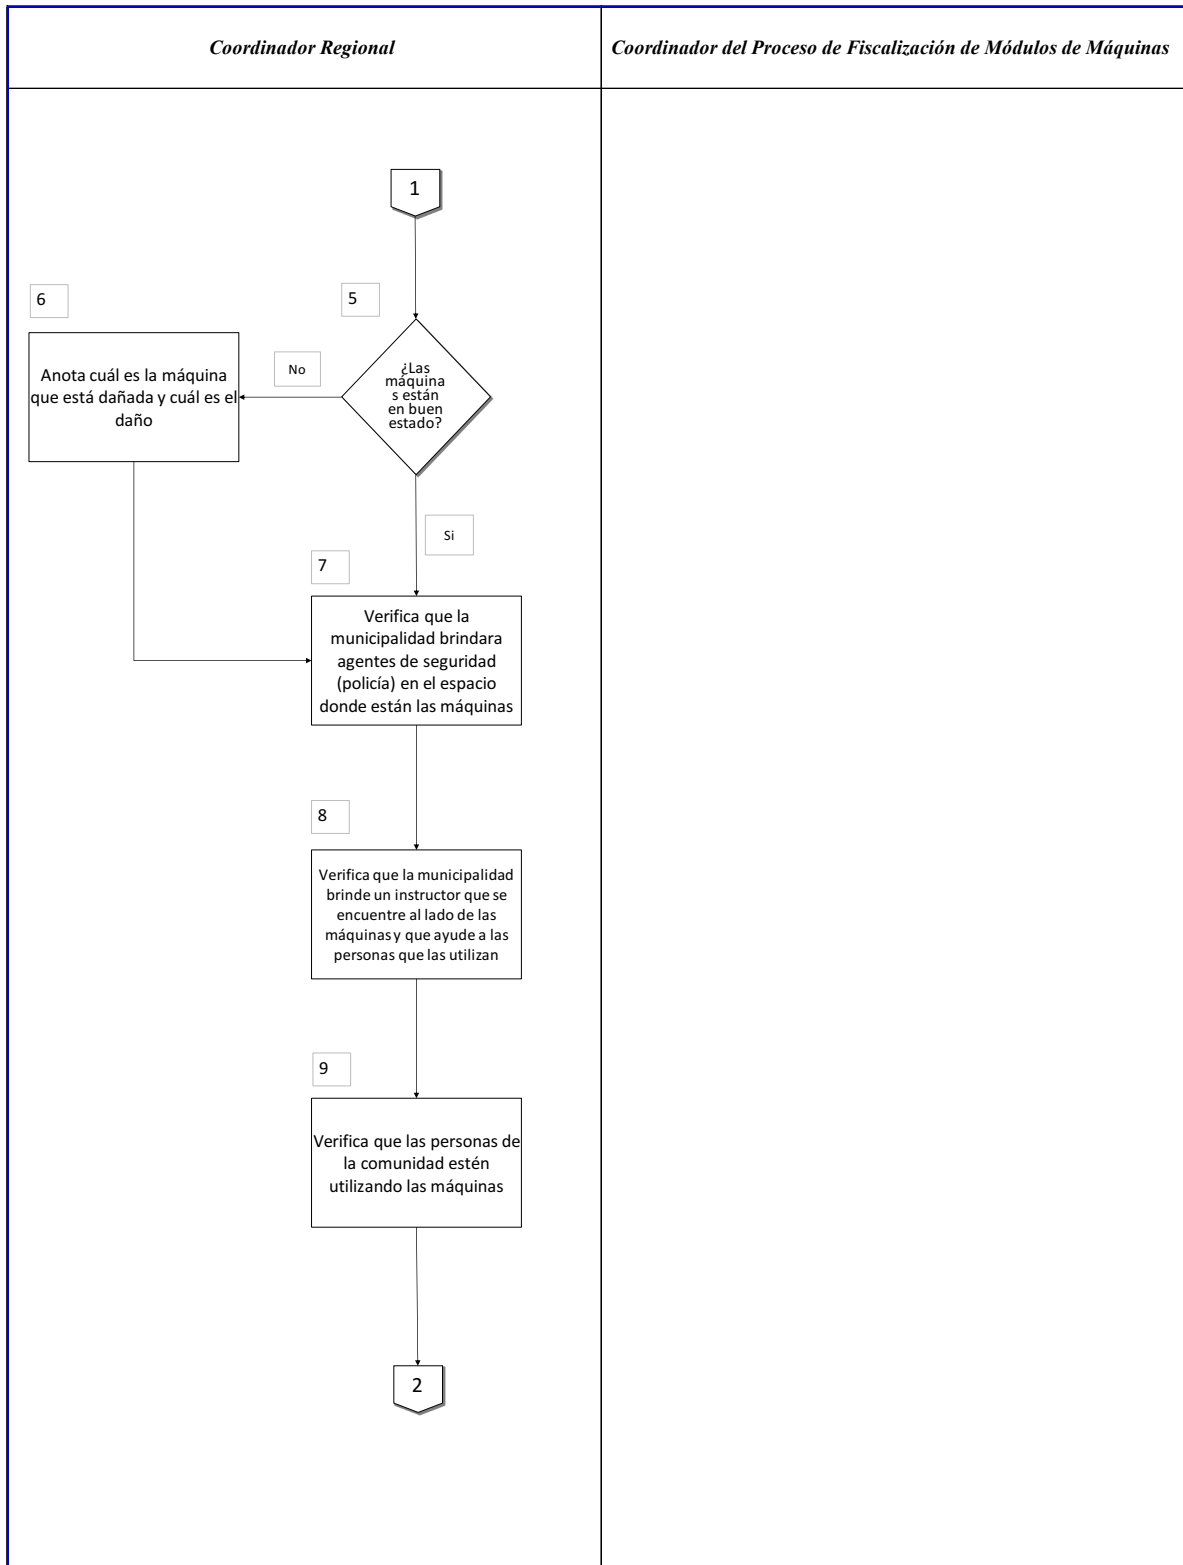 Coordinador Regional
Coordinador del Proceso de Fiscalización de Módulos de Máquinas
1
5
¿Las
máquina
s están
en buen
estado?
No
6
Anota cuál es la máquina
que está dañada y cuál es el
daño
Si
7
Verifica que la
municipalidad brindara
agentes de seguridad
(policía) en el espacio
donde están las máquinas
8
Verifica que la municipalidad
brinde un instructor que se
encuentre al lado de las
máquinas y que ayude a las
personas que las utilizan
9
Verifica que las personas de
la comunidad estén
utilizando las máquinas
2